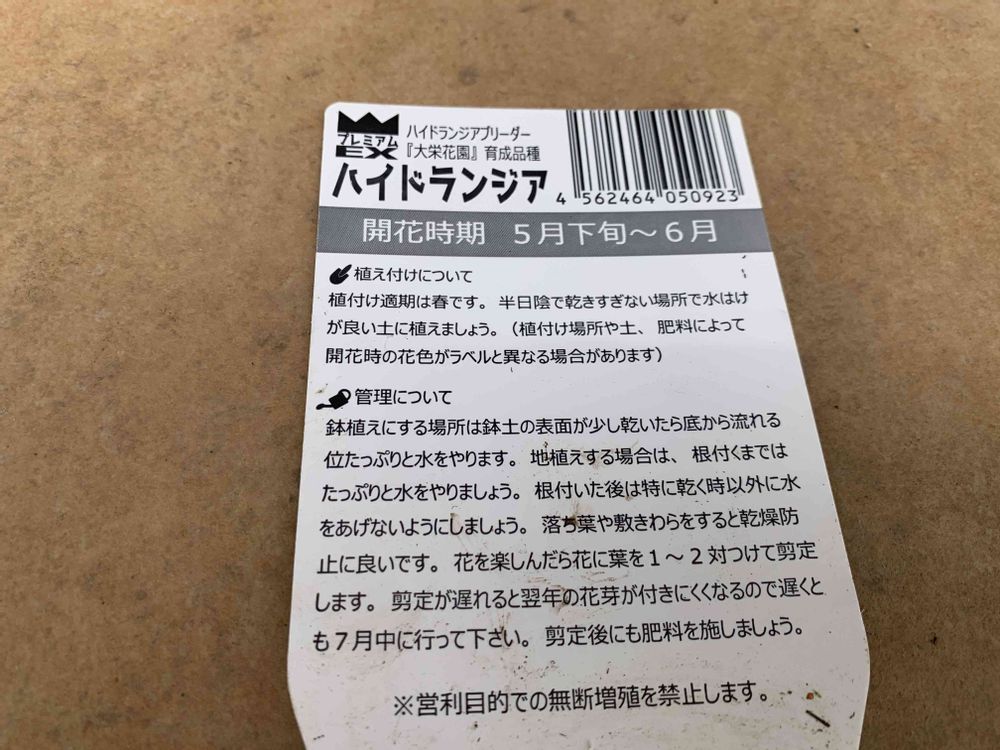 プレミアム
EX
ハイドランジアブリーダー
『大栄花園』育成品種
ハイドランジア
4 562464 050923
開花時期 5月下旬～6月
植え付けについて
植付け適期は春です。半日陰で乾きすぎない場所で水はけ
が良い土に植えましょう。（植付け場所や土、肥料によって
開花時の花色がラベルと異なる場合があります）
管理について
鉢植えにする場所は鉢土の表面が少し乾いたら底から流れる
位たっぷりと水をやります。地植えする場合は、根付くまでは
たっぷりと水をやりましょう。根付いた後は特に乾く時以外に水
をあげないようにしましょう。落ち葉や敷きわらをすると乾燥防
止に良いです。花を楽しんだら花に葉を1～2対つけて剪定
します。剪定が遅れると翌年の花芽が付きにくくなるので遅くと
も7月中に行って下さい。剪定後にも肥料を施しましょう。
※営利目的での無断増殖を禁止します。